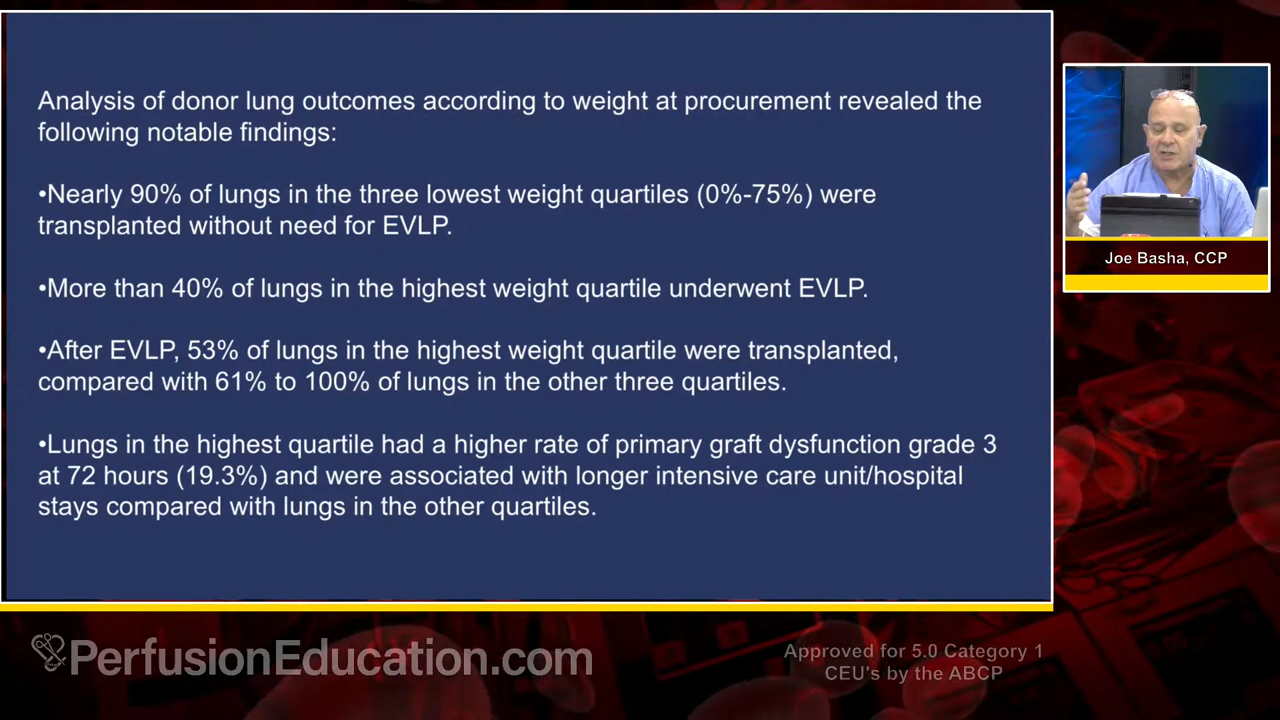 Analysis of donor lung outcomes according to weight at procurement revealed the
following notable findings:
•Nearly 90% of lungs in the three lowest weight quartiles (0%-75%) were
transplanted without need for EVLP.
•More than 40% of lungs in the highest weight quartile underwent EVLP.
•After EVLP, 53% of lungs in the highest weight quartile were transplanted,
compared with 61% to 100% of lungs in the other three quartiles.
•Lungs in the highest quartile had a higher rate of primary graft dysfunction grade 3
at 72 hours (19.3%) and were associated with longer intensive care unit/hospital
stays compared with lungs in the other quartiles.
Joe Basha, CCP
PerfusionEducation.com
Approved for 5.0 Category 1
CEU's by the ABCP